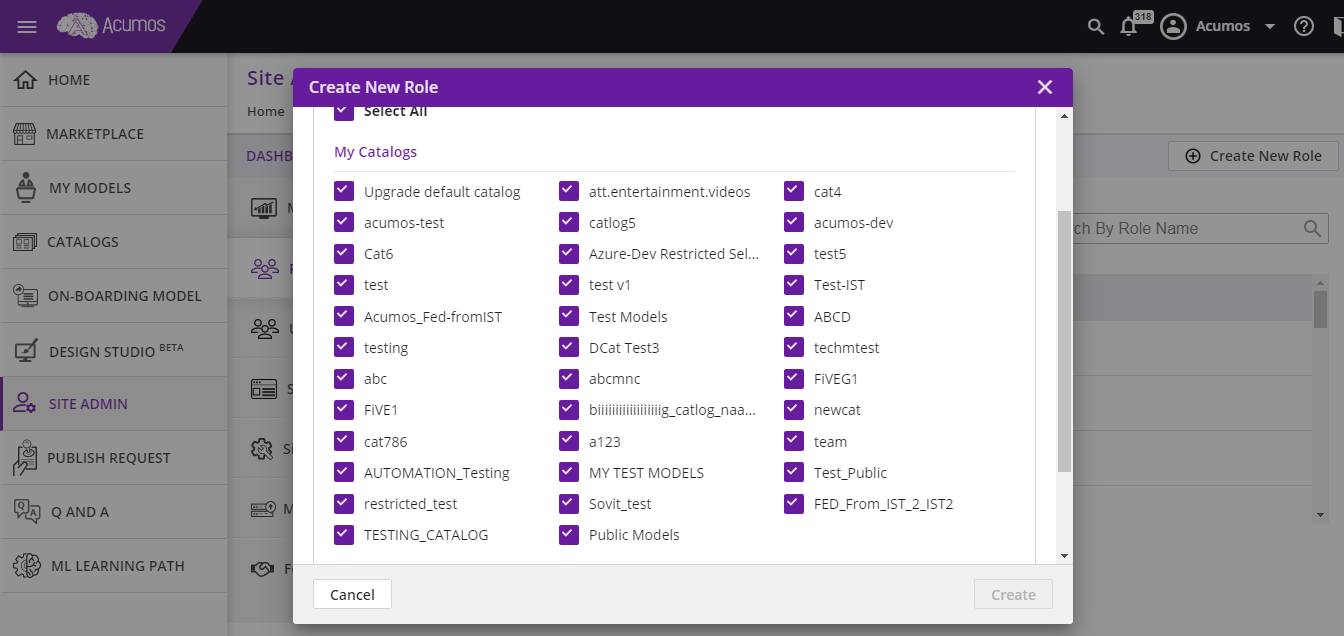 Acumos
318
Acumos
HOME
MARKETPLACE
MY MODELS
CATALOGS
ON-BOARDING MODEL
DESIGN STUDIO BETA
SITE ADMIN
PUBLISH REQUEST
Q AND A
ML LEARNING PATH
Site
Home
DASHB
Create New Role
ch By Role Name
Create New Role
Select All
My Catalogs
Upgrade default catalog att.entertainment.videos cat4
acumos-test catlog5 acumos-dev
Cat6 Azure-Dev Restricted Sel... test5
test test v1 Test-IST
Acumos_Fed-fromIST Test Models ABCD
testing DCat Test3 techmtest
abc abcmnc FiVEG1
FiVE1 biiiiiiiiiiiiiiiiiig_catlog_naa... newcat
cat786 a123 team
AUTOMATION_Testing MY TEST MODELS Test_Public
restricted_test Sovit_test FED_From_IST_2_IST2
TESTING_CATALOG Public Models
Cancel
Create